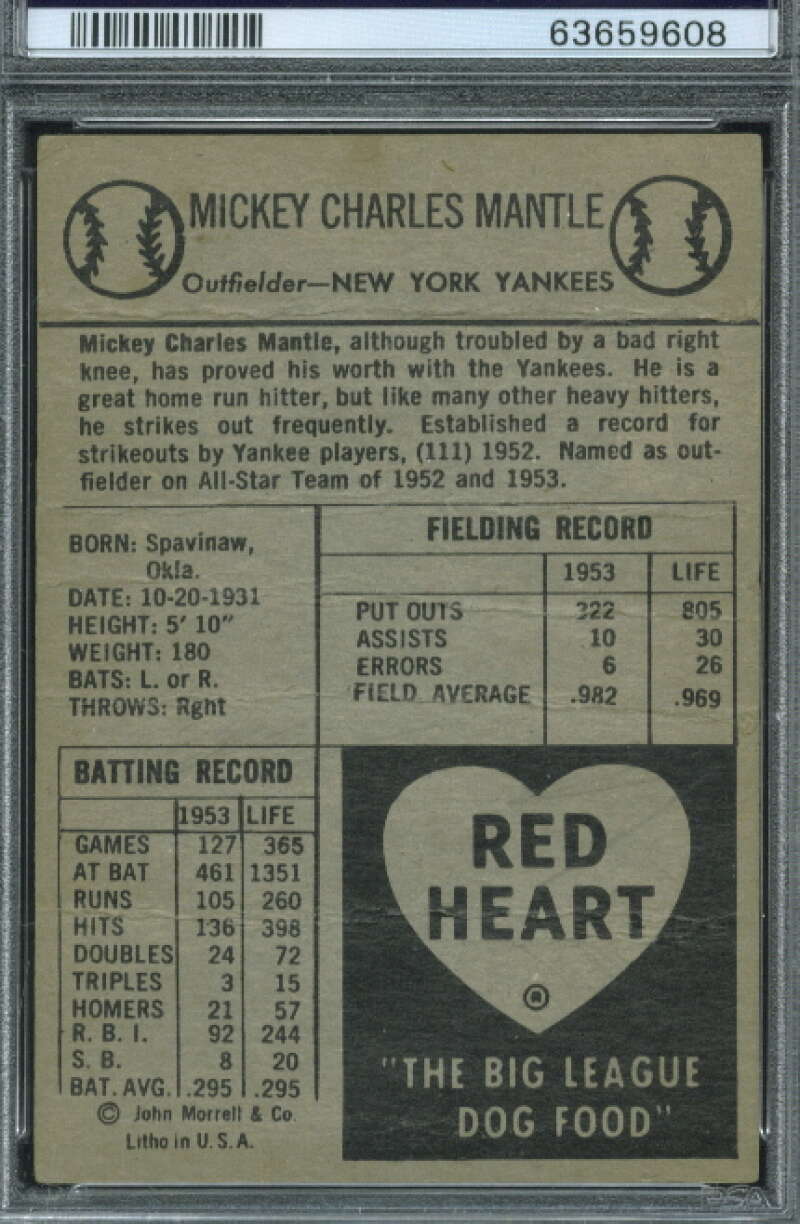 63659608
MICKEY CHARLES MANTLE
Outfielder—NEW YORK YANKEES
Mickey Charles Mantle, although troubled by a bad right
knee, has proved his worth with the Yankees. He is a
great home run hitter, but like many other heavy hitters,
he strikes out frequently. Established a record for
strikeouts by Yankee players, (111) 1952. Named as out-
fielder on All-Star Team of 1952 and 1953.
BORN: Spavinaw,
Okla.
DATE: 10-20-1931
HEIGHT: 5' 10"
WEIGHT: 180
BATS: L. or R.
THROWS: Rght
FIELDING RECORD
1953 LIFE
PUT OUTS 322 805
ASSISTS 10 30
ERRORS 6 26
FIELD AVERAGE .982 .969
BATTING RECORD
1953 LIFE
GAMES 127 365
AT BAT 461 1351
RUNS 105 260
HITS 136 398
DOUBLES 24 72
TRIPLES 3 15
HOMERS 21 57
R. B. I. 92 244
S. B. 8 20
BAT. AVG. .295 .295
© John Morrell & Co.
Litho in U. S. A.
RED
HEART
®
"THE BIG LEAGUE
DOG FOOD"
PSA